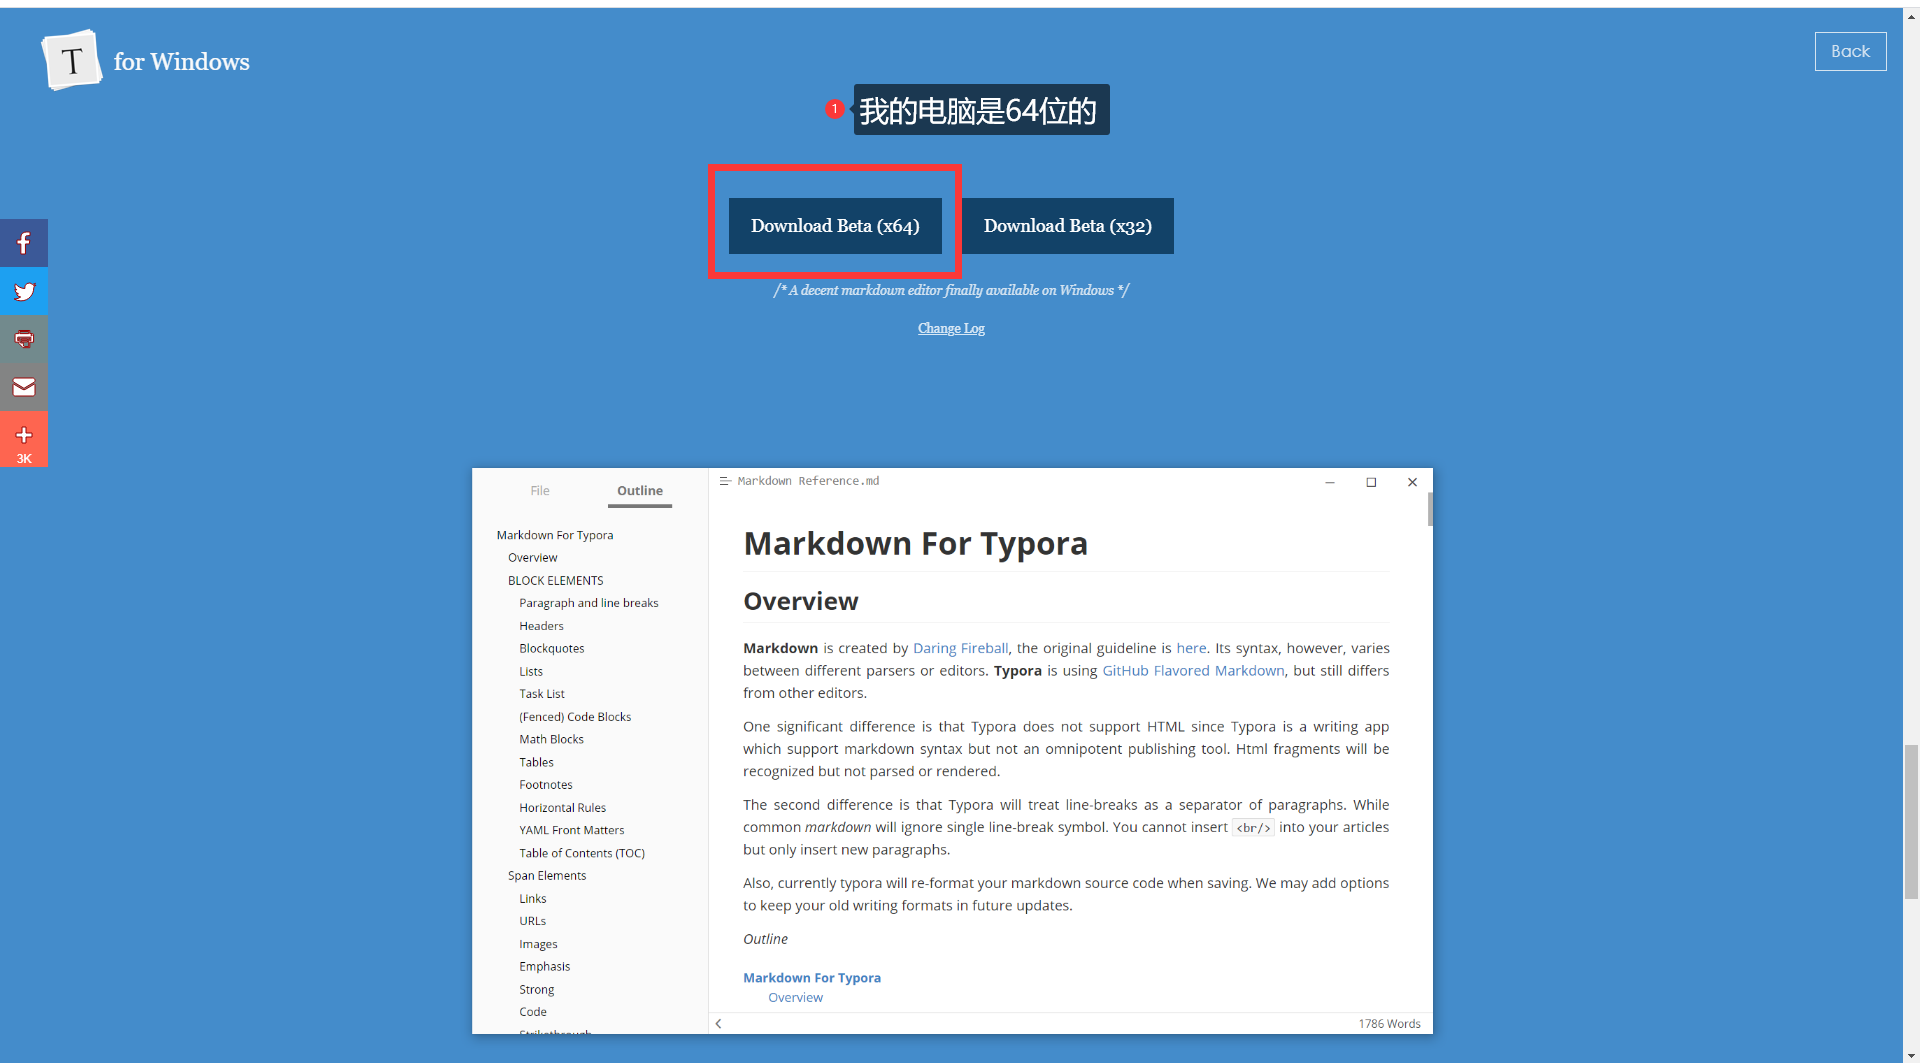 T for Windows
Back
1 我的电脑是64位的
Download Beta (x64)
Download Beta (x32)
/* A decent markdown editor finally available on Windows */
Change Log
3K
File
Outline
Markdown For Typora
Overview
BLOCK ELEMENTS
Paragraph and line breaks
Headers
Blockquotes
Lists
Task List
(Fenced) Code Blocks
Math Blocks
Tables
Footnotes
Horizontal Rules
YAML Front Matters
Table of Contents (TOC)
Span Elements
Links
URLs
Images
Emphasis
Strong
Code
Strikethrough
Markdown Reference.md
Markdown For Typora
Overview
Markdown is created by Daring Fireball, the original guideline is here. Its syntax, however, varies
between different parsers or editors. Typora is using GitHub Flavored Markdown, but still differs
from other editors.
One significant difference is that Typora does not support HTML since Typora is a writing app
which support markdown syntax but not an omnipotent publishing tool. Html fragments will be
recognized but not parsed or rendered.
The second difference is that Typora will treat line-breaks as a separator of paragraphs. While
common markdown will ignore single line-break symbol. You cannot insert <br/> into your articles
but only insert new paragraphs.
Also, currently typora will re-format your markdown source code when saving. We may add options
to keep your old writing formats in future updates.
Outline
Markdown For Typora
Overview
1786 Words